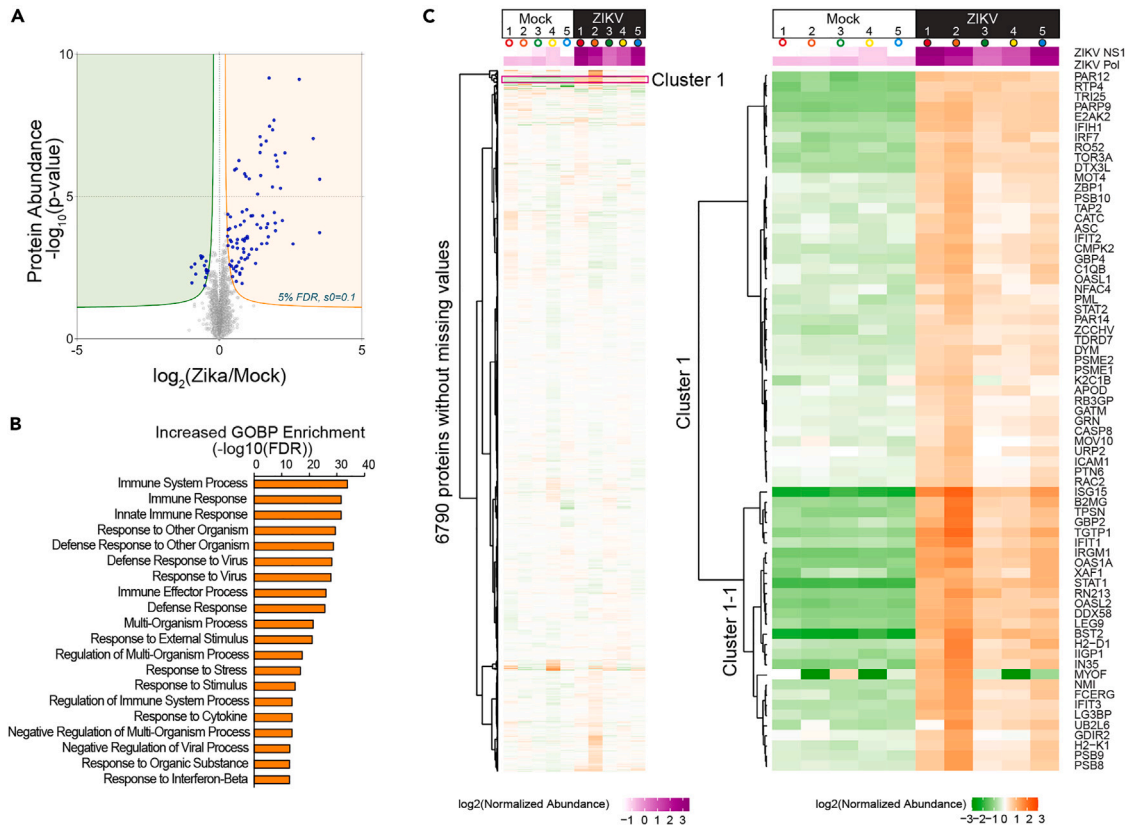 A
10
5
0
-5
0
5
Protein Abundance
-log10(p-value)
5% FDR, s0=0.1
log2(Zika/Mock)
B
Increased GOBP Enrichment
(-log10(FDR))
0 10 20 30 40
Immune System Process
Immune Response
Innate Immune Response
Response to Other Organism
Defense Response to Other Organism
Defense Response to Virus
Response to Virus
Immune Effector Process
Defense Response
Multi-Organism Process
Response to External Stimulus
Regulation of Multi-Organism Process
Response to Stress
Response to Stimulus
Regulation of Immune System Process
Response to Cytokine
Negative Regulation of Multi-Organism Process
Negative Regulation of Viral Process
Response to Organic Substance
Response to Interferon-Beta
C
Mock ZIKV
1 2 3 4 5 1 2 3 4 5
Cluster 1
6790 proteins without missing values
log2(Normalized Abundance)
−1 0 1 2 3
Mock ZIKV
1 2 3 4 5 1 2 3 4 5
ZIKV NS1
ZIKV Pol
Cluster 1
Cluster 1-1
PAR12
RTP4
TRI25
PARP9
E2AK2
IFIH1
IRF7
RO52
TOR3A
DTX3L
MOT4
ZBP1
PSB10
TAP2
CATC
ASC
IFIT2
CMPK2
GBP4
C1QB
OASL1
NFAC4
PML
STAT2
PAR14
ZCCHV
TDRD7
DYM
PSME2
PSME1
K2C1B
APOD
RB3GP
GATM
GRN
CASP8
MOV10
URP2
ICAM1
PTN6
RAC2
ISG15
B2MG
TPSN
GBP2
TGTP1
IFIT1
IRGM1
OAS1A
XAF1
STAT1
RN213
OASL2
DDX58
LEG9
BST2
H2-D1
IIGP1
IN35
MYOF
NMI
FCERG
IFIT3
LG3BP
UB2L6
GDIR2
H2-K1
PSB9
PSB8
log2(Normalized Abundance)
−3−2−1 0 1 2 3